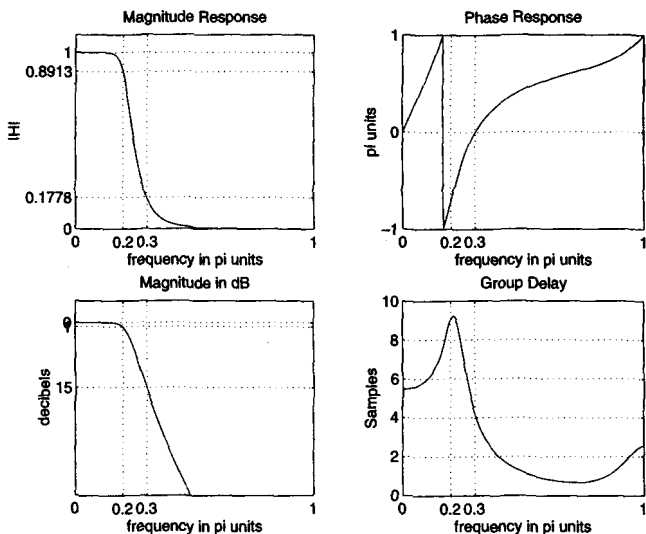 Magnitude Response
|H|
1
0.8913
0.1778
0
0 0.2 0.3 1
frequency in pi units
Phase Response
pi units
1
0
-1
0 0.2 0.3 1
frequency in pi units
Magnitude in dB
decibels
0
1
15
0 0.2 0.3 1
frequency in pi units
Group Delay
Samples
10
8
6
4
2
0
0 0.2 0.3 1
frequency in pi units